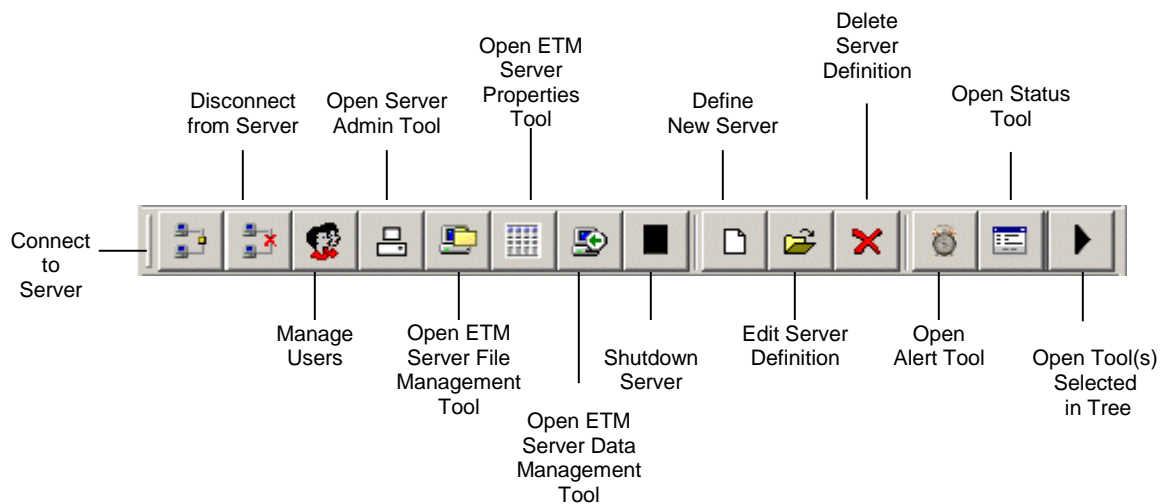 Delete
Server
Definition
Open ETM
Server
Properties
Tool
Disconnect
from Server
Open Server
Admin Tool
Define
New Server
Open Status
Tool
Connect
to
Server
Manage
Users
Open ETM
Server File
Management
Tool
Open ETM
Server Data
Management
Tool
Shutdown
Server
Edit Server
Definition
Open
Alert Tool
Open Tool(s)
Selected
in Tree